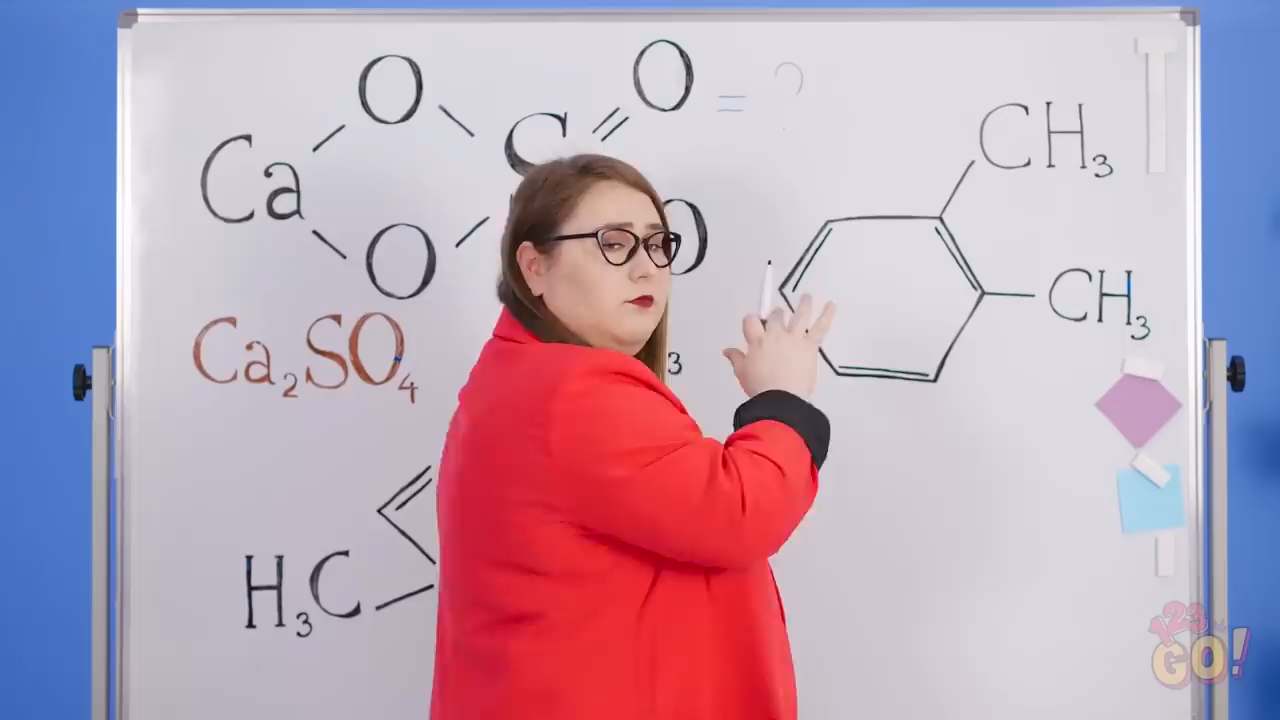 O O = ?
Ca S
O O
CH₃
CH₃
Ca₂SO₄
₃
H₃C
123
GO!